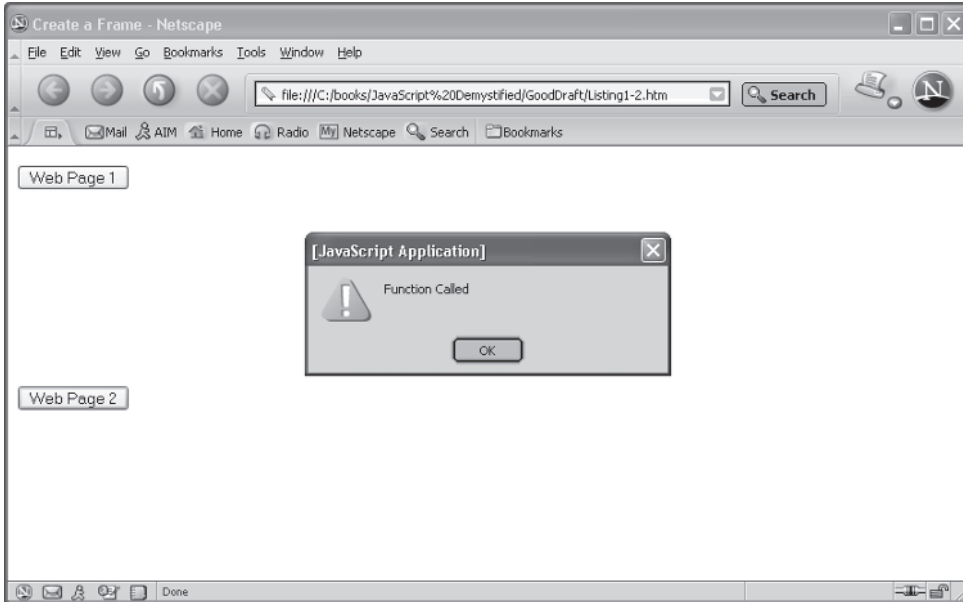 Create a Frame - Netscape
File Edit View Go Bookmarks Tools Window Help
file:///C:/books/JavaScript%20Demystified/GoodDraft/Listing1-2.htm Search N
Mail AIM Home Radio My Netscape Search Bookmarks
Web Page 1
[JavaScript Application]
Function Called
OK
Web Page 2
Done